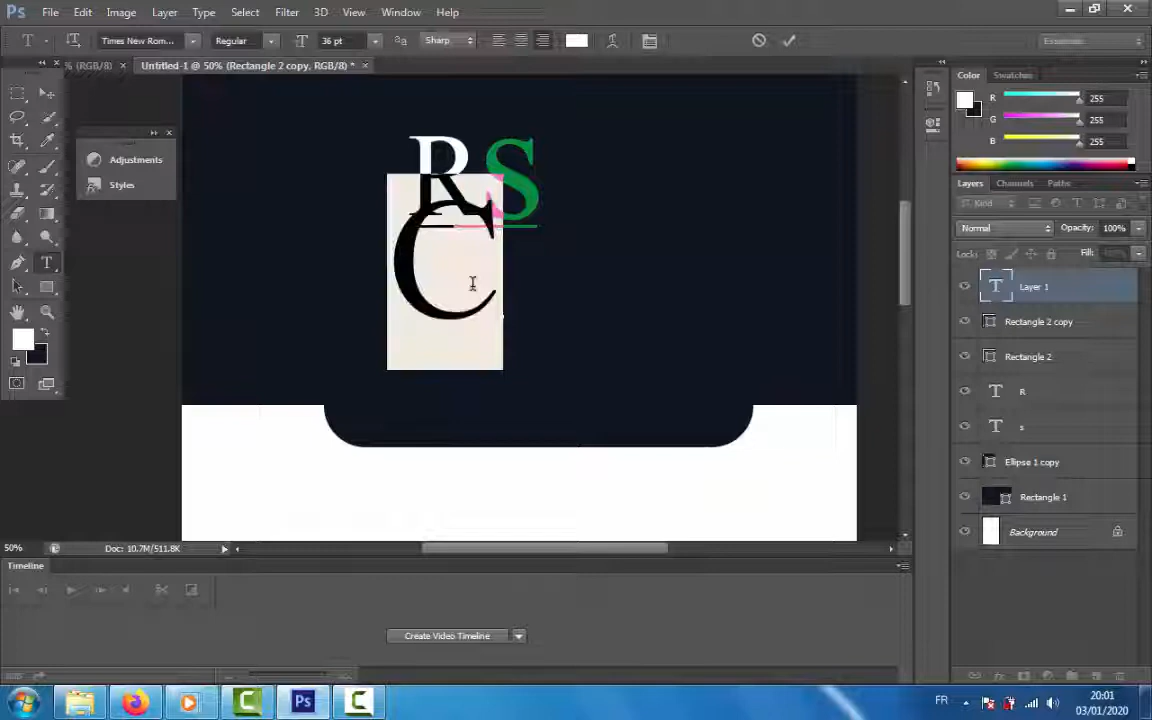 Ps File Edit Image Layer Type Select Filter 3D View Window Help
T Times New Rom... Regular 36 pt Sharp Essentials
% (RGB/8) × Untitled-1 @ 50% (Rectangle 2 copy, RGB/8) * ×
Adjustments
Styles
R S
C
Color Swatches
R 255
G 255
B 255
Layers Channels Paths
Kind
Normal Opacity: 100%
Lock: Fill:
T Layer 1
Rectangle 2 copy
Rectangle 2
T R
T s
Ellipse 1 copy
Rectangle 1
Background
50% Doc: 10.7M/511.8K
Timeline
Create Video Timeline
FR
20:01
03/01/2020